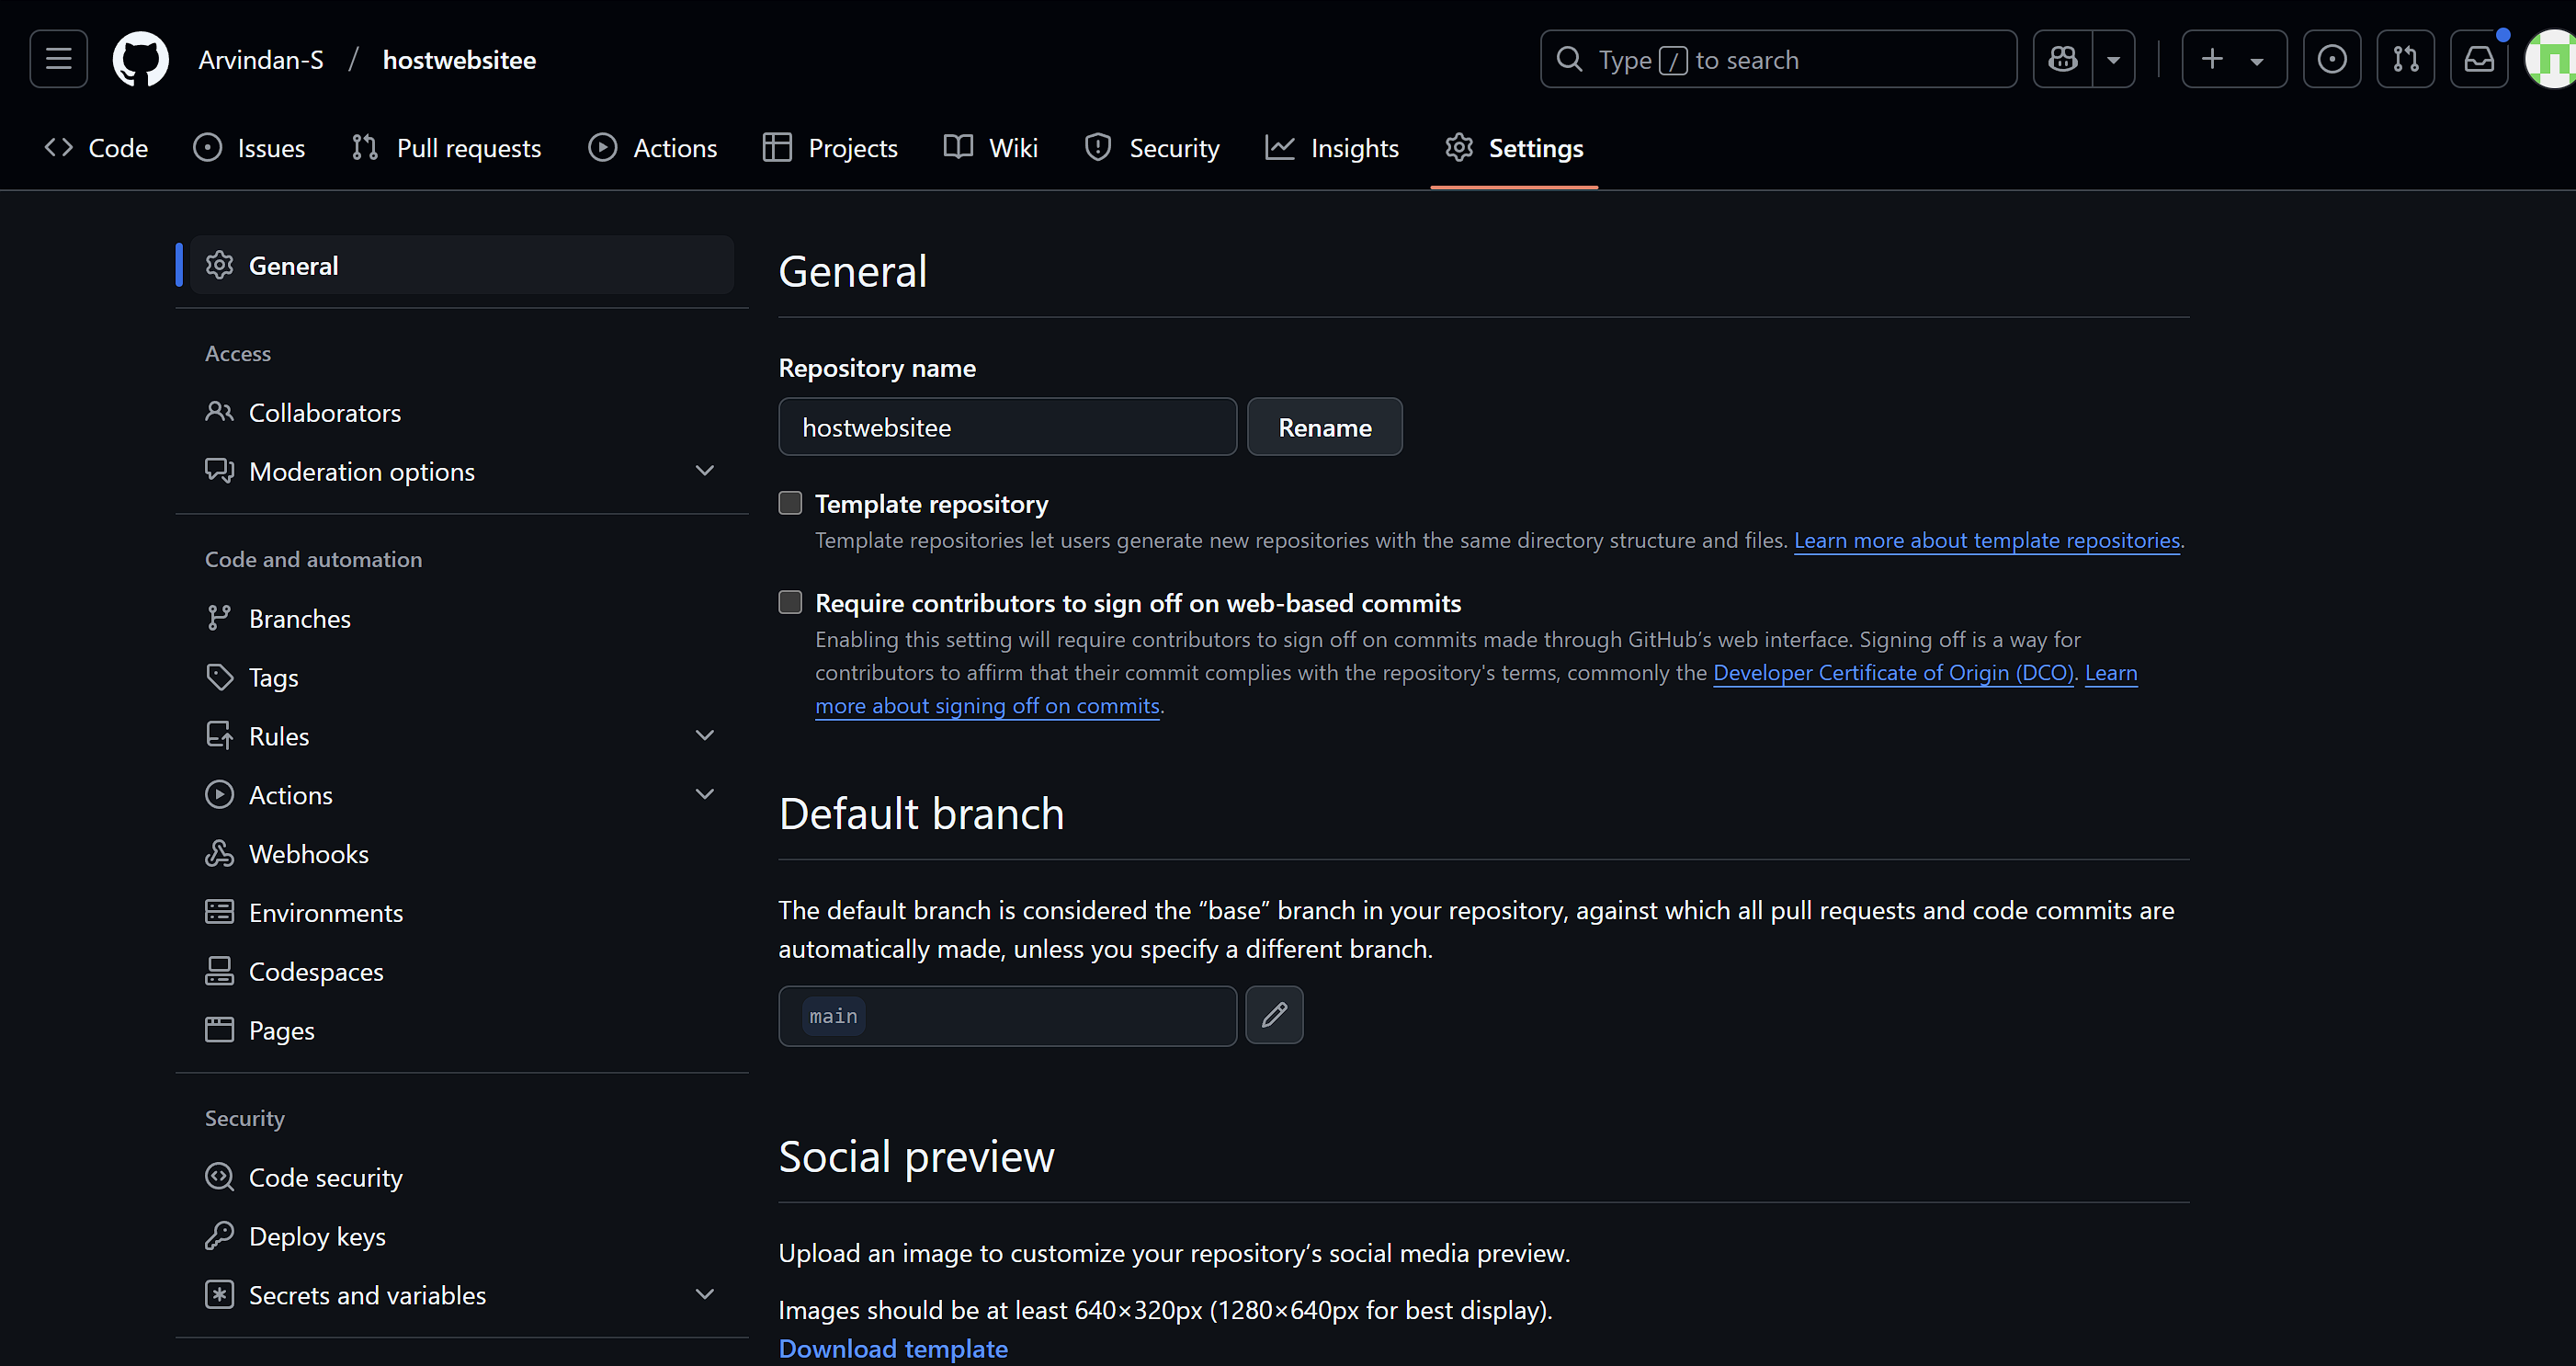 Arvindan-S / hostwebsitee
Type / to search
Code
Issues
Pull requests
Actions
Projects
Wiki
Security
Insights
Settings
General
Access
Collaborators
Moderation options
Code and automation
Branches
Tags
Rules
Actions
Webhooks
Environments
Codespaces
Pages
Security
Code security
Deploy keys
Secrets and variables
General
Repository name
hostwebsitee
Rename
Template repository
Template repositories let users generate new repositories with the same directory structure and files. Learn more about template repositories.
Require contributors to sign off on web-based commits
Enabling this setting will require contributors to sign off on commits made through GitHub’s web interface. Signing off is a way for
contributors to affirm that their commit complies with the repository's terms, commonly the Developer Certificate of Origin (DCO). Learn
more about signing off on commits.
Default branch
The default branch is considered the “base” branch in your repository, against which all pull requests and code commits are
automatically made, unless you specify a different branch.
main
Social preview
Upload an image to customize your repository’s social media preview.
Images should be at least 640×320px (1280×640px for best display).
Download template